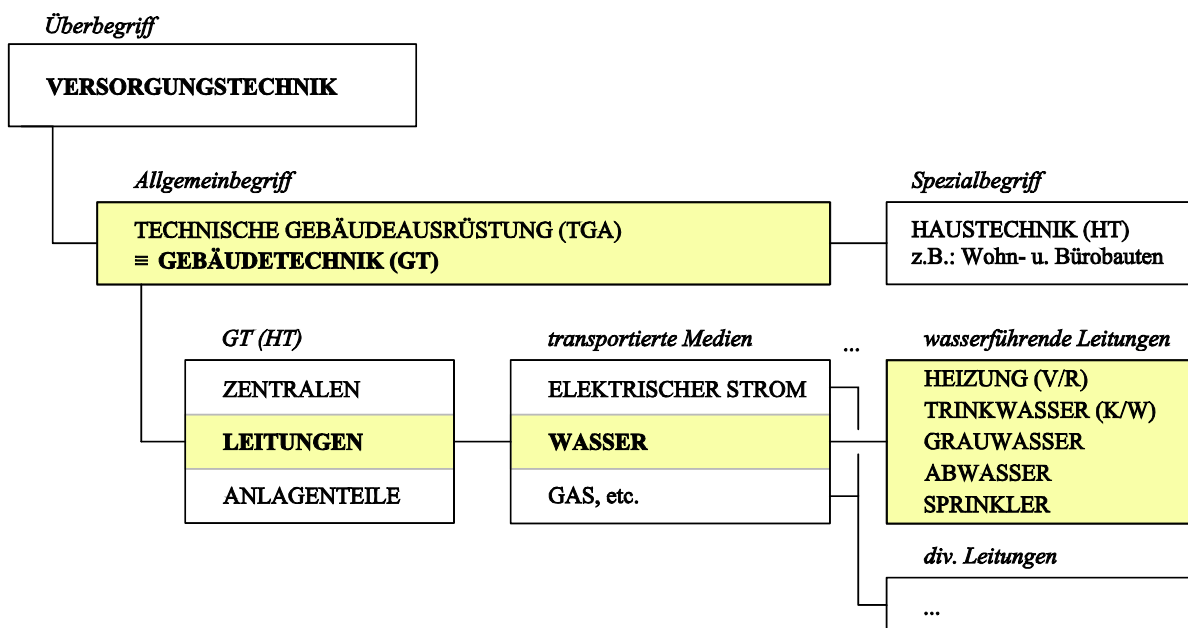 Überbegriff
VERSORGUNGSTECHNIK
Allgemeinbegriff
TECHNISCHE GEBÄUDEAUSRÜSTUNG (TGA)
≡ GEBÄUDETECHNIK (GT)
Spezialbegriff
HAUSTECHNIK (HT)
z.B.: Wohn- u. Bürobauten
GT (HT)
ZENTRALEN
LEITUNGEN
ANLAGENTEILE
transportierte Medien
ELEKTRISCHER STROM
WASSER
GAS, etc.
...
wasserführende Leitungen
HEIZUNG (V/R)
TRINKWASSER (K/W)
GRAUWASSER
ABWASSER
SPRINKLER
div. Leitungen
...